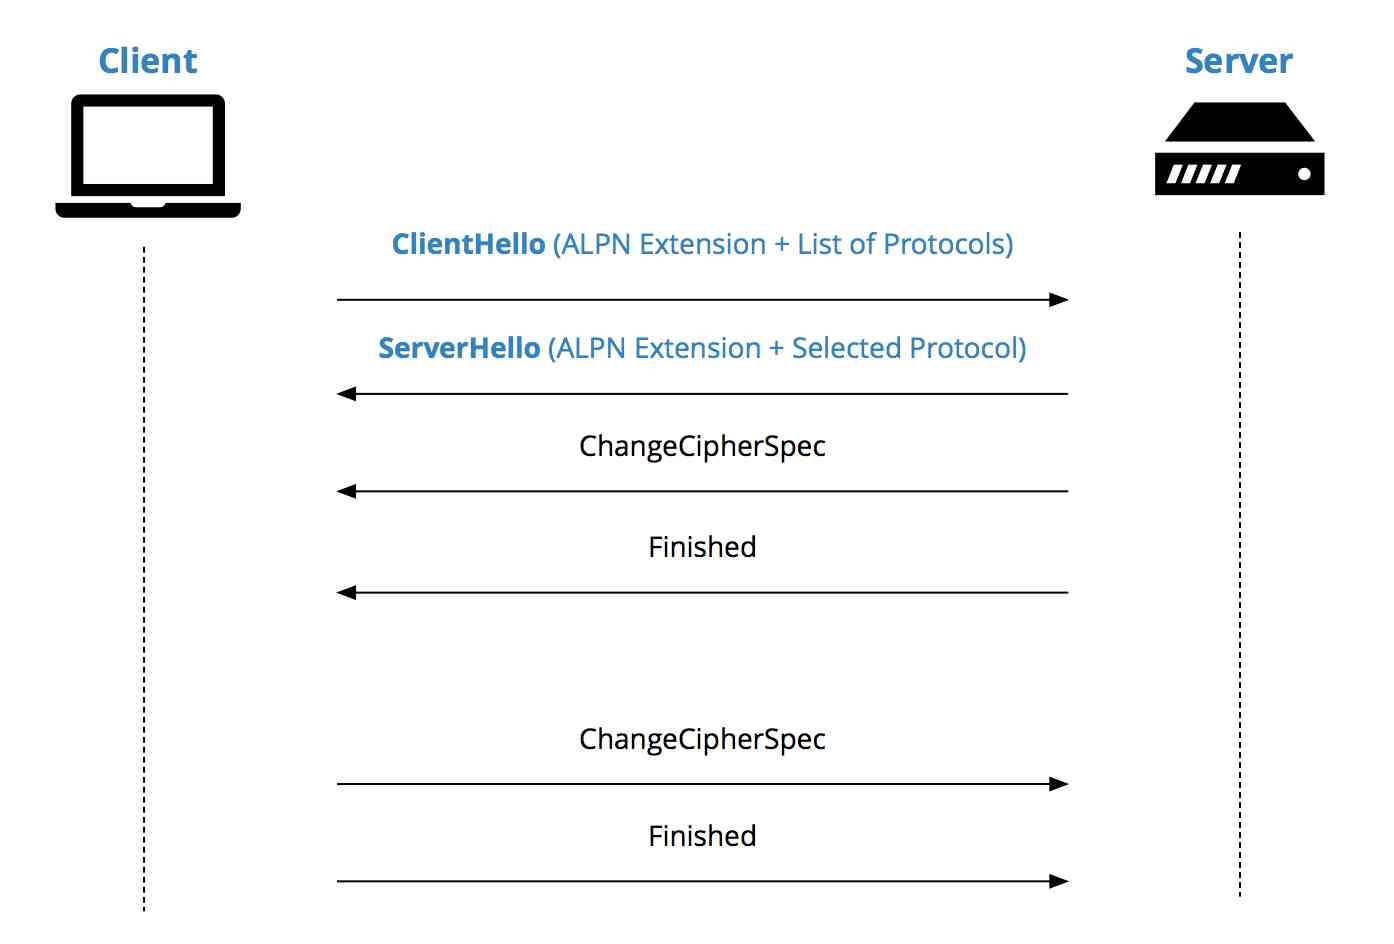 Client
Server
ClientHello (ALPN Extension + List of Protocols)
ServerHello (ALPN Extension + Selected Protocol)
ChangeCipherSpec
Finished
ChangeCipherSpec
Finished